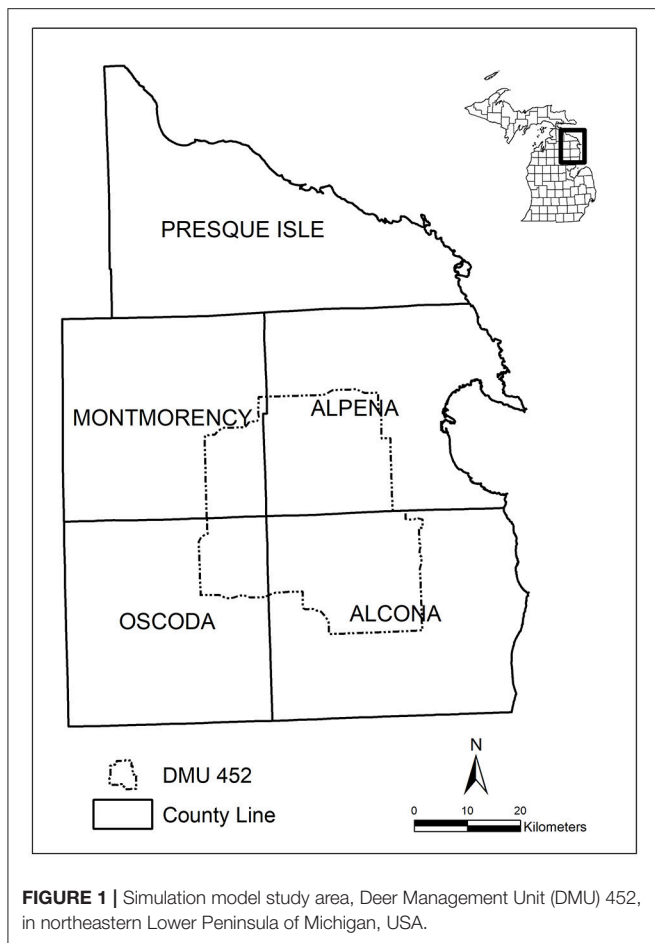 PRESQUE ISLE
MONTMORENCY
ALPENA
OSCODA
ALCONA
DMU 452
County Line
N
0 10 20
Kilometers
FIGURE 1 | Simulation model study area, Deer Management Unit (DMU) 452,
in northeastern Lower Peninsula of Michigan, USA.